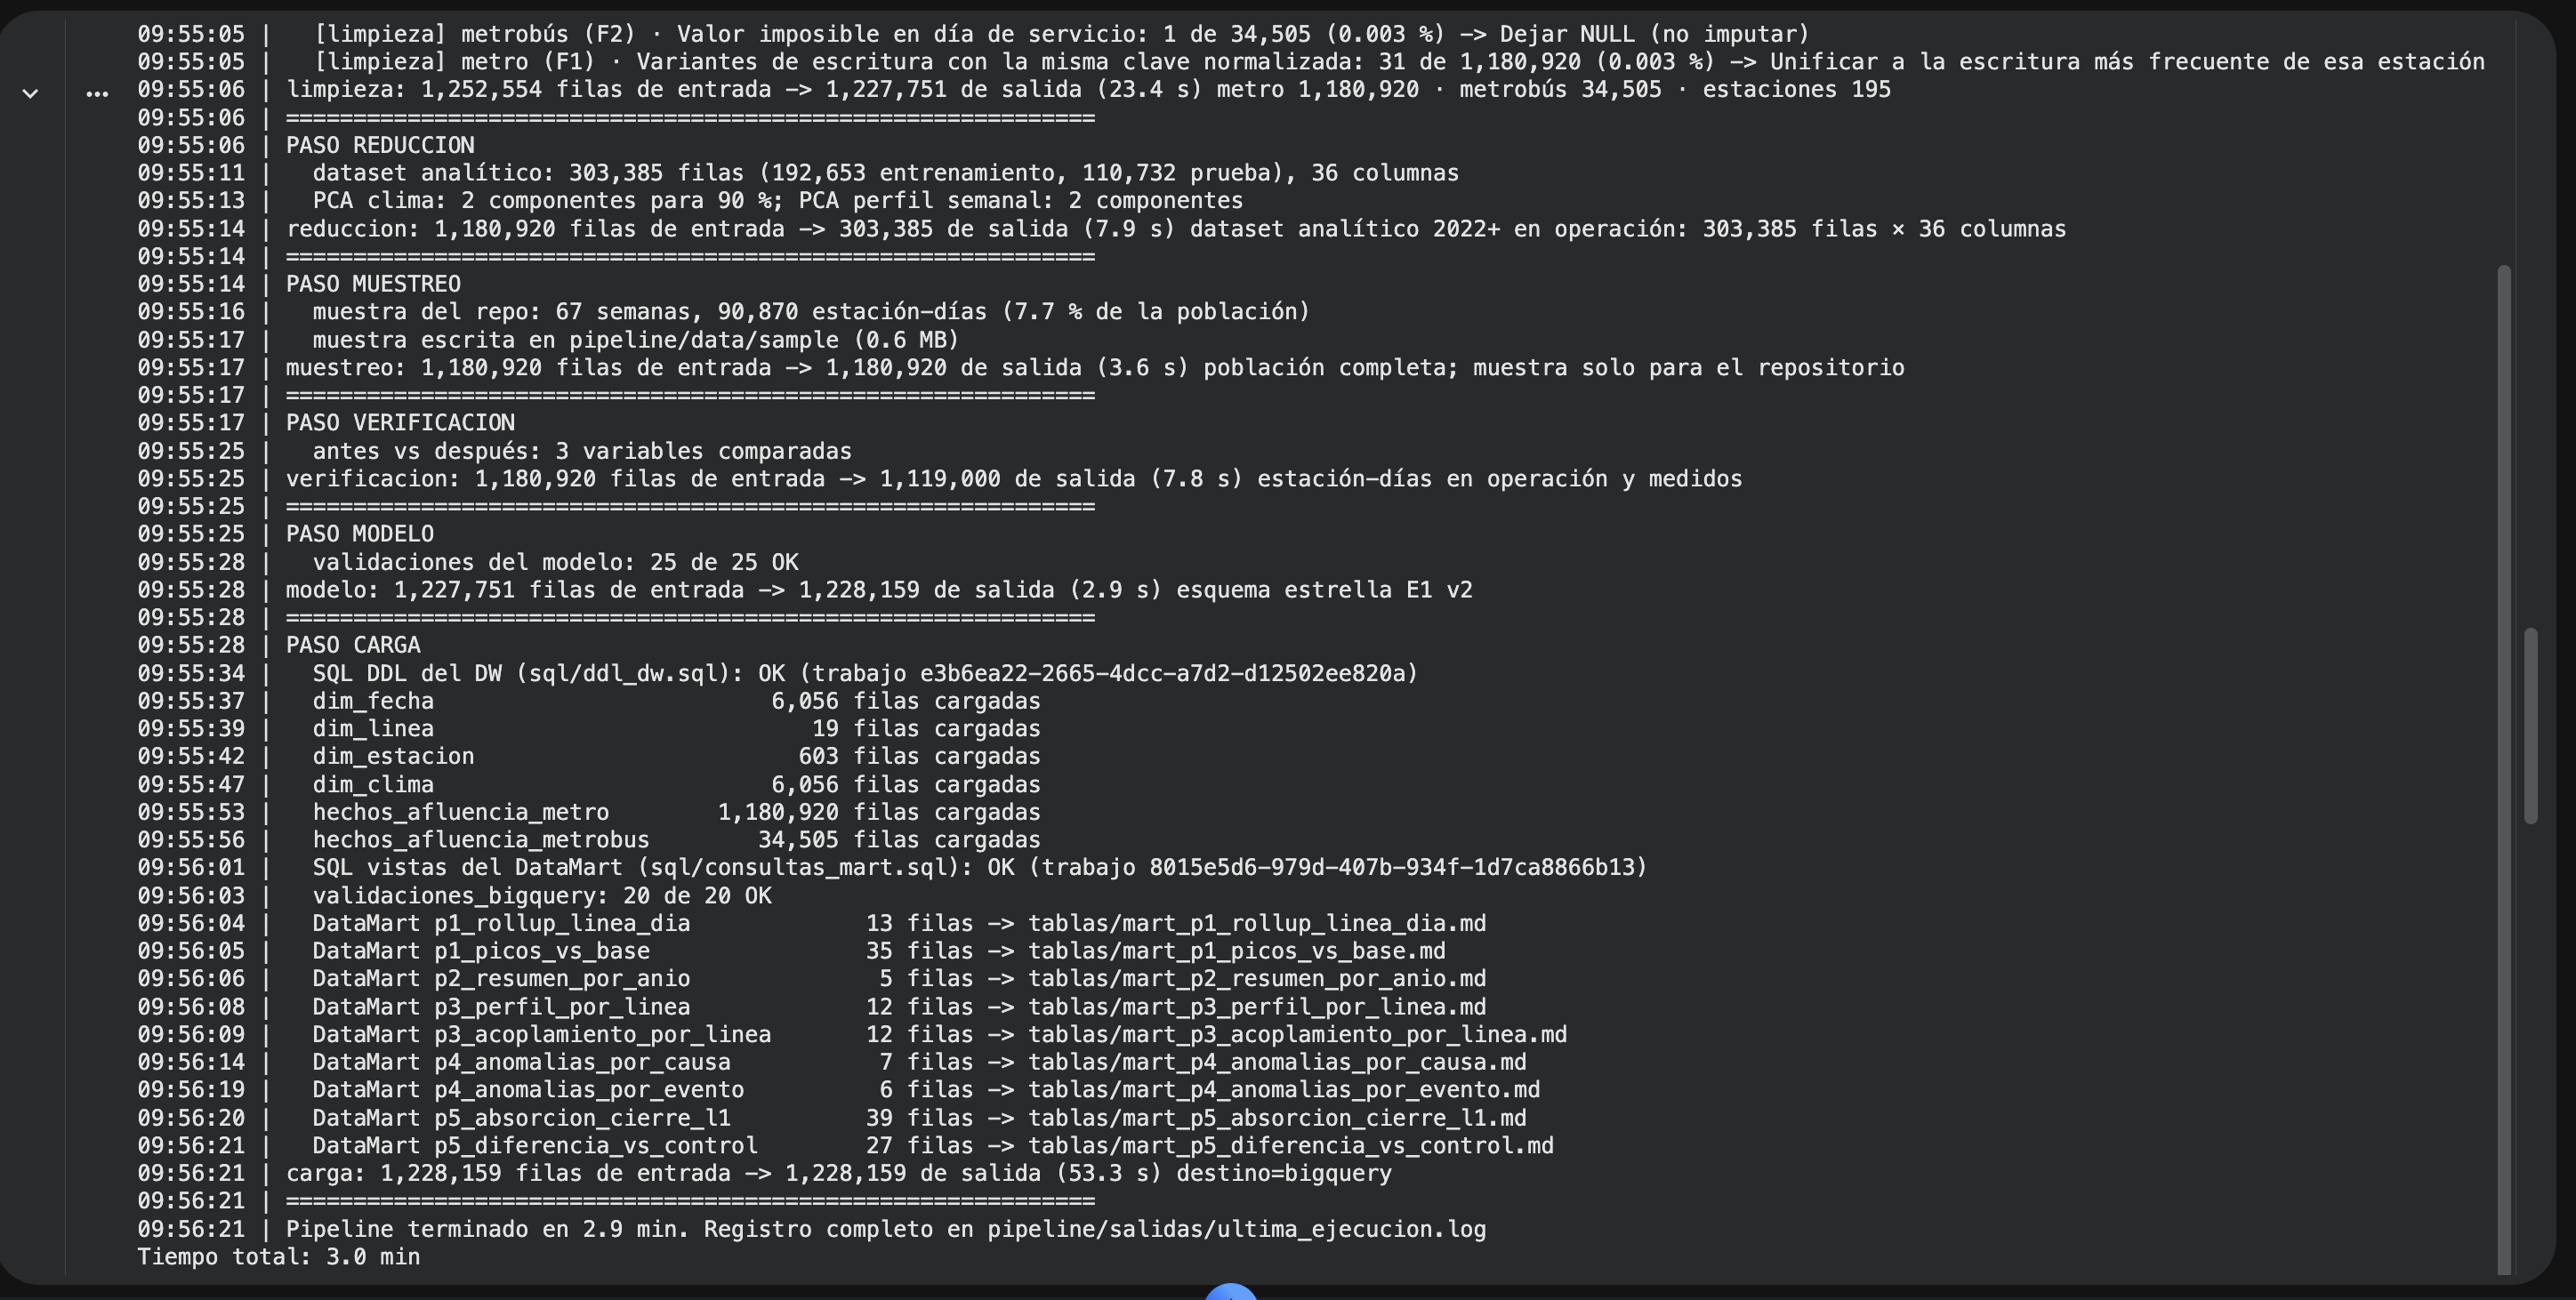 09:55:05 |   [limpieza] metrobús (F2) · Valor imposible en día de servicio: 1 de 34,505 (0.003 %) —> Dejar NULL (no imputar)
09:55:05 |   [limpieza] metro (F1) · Variantes de escritura con la misma clave normalizada: 31 de 1,180,920 (0.003 %) —> Unificar a la escritura más frecuente de esa estación
09:55:06 | limpieza: 1,252,554 filas de entrada —> 1,227,751 de salida (23.4 s) metro 1,180,920 · metrobús 34,505 · estaciones 195
09:55:06 | ============================================================
09:55:06 | PASO REDUCCION
09:55:11 |   dataset analítico: 303,385 filas (192,653 entrenamiento, 110,732 prueba), 36 columnas
09:55:13 |   PCA clima: 2 componentes para 90 %; PCA perfil semanal: 2 componentes
09:55:14 | reduccion: 1,180,920 filas de entrada —> 303,385 de salida (7.9 s) dataset analítico 2022+ en operación: 303,385 filas × 36 columnas
09:55:14 | ============================================================
09:55:14 | PASO MUESTREO
09:55:16 |   muestra del repo: 67 semanas, 90,870 estación-días (7.7 % de la población)
09:55:17 |   muestra escrita en pipeline/data/sample (0.6 MB)
09:55:17 | muestreo: 1,180,920 filas de entrada —> 1,180,920 de salida (3.6 s) población completa; muestra solo para el repositorio
09:55:17 | ============================================================
09:55:17 | PASO VERIFICACION
09:55:25 |   antes vs después: 3 variables comparadas
09:55:25 | verificacion: 1,180,920 filas de entrada —> 1,119,000 de salida (7.8 s) estación-días en operación y medidos
09:55:25 | ============================================================
09:55:25 | PASO MODELO
09:55:28 |   validaciones del modelo: 25 de 25 OK
09:55:28 | modelo: 1,227,751 filas de entrada —> 1,228,159 de salida (2.9 s) esquema estrella E1 v2
09:55:28 | ============================================================
09:55:28 | PASO CARGA
09:55:34 |   SQL DDL del DW (sql/ddl_dw.sql): OK (trabajo e3b6ea22-2665-4dcc-a7d2-d12502ee820a)
09:55:37 |   dim_fecha                         6,056 filas cargadas
09:55:39 |   dim_linea                            19 filas cargadas
09:55:42 |   dim_estacion                        603 filas cargadas
09:55:47 |   dim_clima                         6,056 filas cargadas
09:55:53 |   hechos_afluencia_metro        1,180,920 filas cargadas
09:55:56 |   hechos_afluencia_metrobus        34,505 filas cargadas
09:56:01 |   SQL vistas del DataMart (sql/consultas_mart.sql): OK (trabajo 8015e5d6-979d-407b-934f-1d7ca8866b13)
09:56:03 |   validaciones_bigquery: 20 de 20 OK
09:56:04 |   DataMart p1_rollup_linea_dia             13 filas —> tablas/mart_p1_rollup_linea_dia.md
09:56:05 |   DataMart p1_picos_vs_base                35 filas —> tablas/mart_p1_picos_vs_base.md
09:56:06 |   DataMart p2_resumen_por_anio              5 filas —> tablas/mart_p2_resumen_por_anio.md
09:56:08 |   DataMart p3_perfil_por_linea             12 filas —> tablas/mart_p3_perfil_por_linea.md
09:56:09 |   DataMart p3_acoplamiento_por_linea       12 filas —> tablas/mart_p3_acoplamiento_por_linea.md
09:56:14 |   DataMart p4_anomalias_por_causa           7 filas —> tablas/mart_p4_anomalias_por_causa.md
09:56:19 |   DataMart p4_anomalias_por_evento          6 filas —> tablas/mart_p4_anomalias_por_evento.md
09:56:20 |   DataMart p5_absorcion_cierre_l1          39 filas —> tablas/mart_p5_absorcion_cierre_l1.md
09:56:21 |   DataMart p5_diferencia_vs_control        27 filas —> tablas/mart_p5_diferencia_vs_control.md
09:56:21 | carga: 1,228,159 filas de entrada —> 1,228,159 de salida (53.3 s) destino=bigquery
09:56:21 | ============================================================
09:56:21 | Pipeline terminado en 2.9 min. Registro completo en pipeline/salidas/ultima_ejecucion.log
Tiempo total: 3.0 min